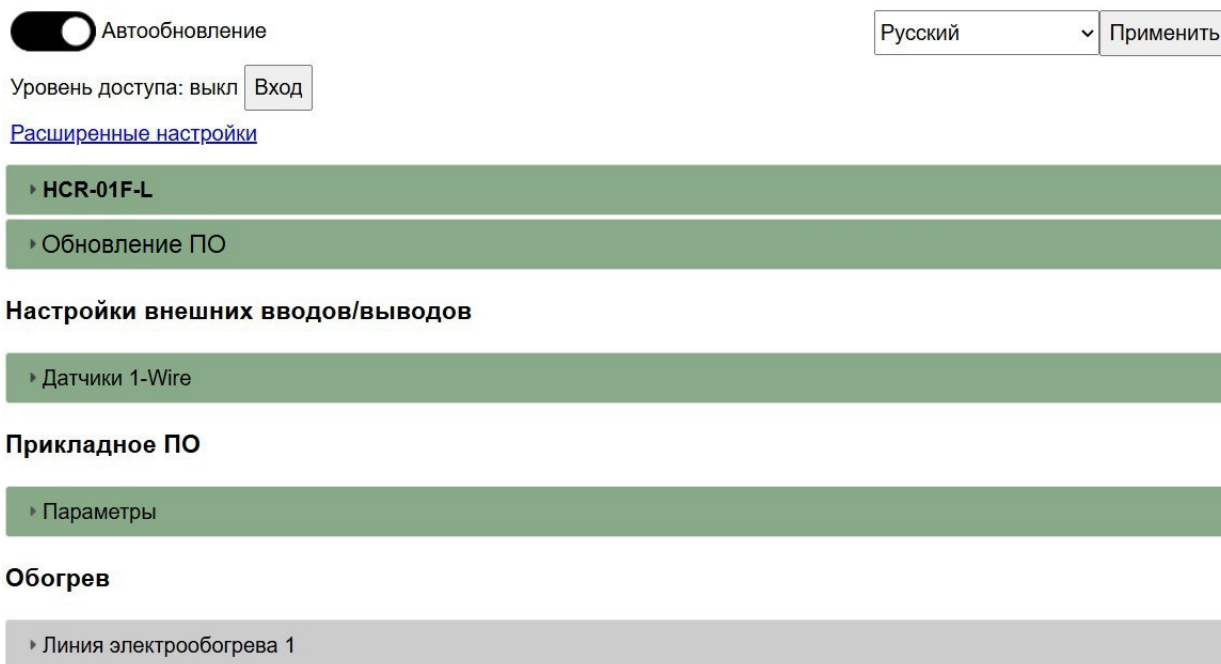 Автообновление
Русский
Применить
Уровень доступа: выкл Вход
Расширенные настройки
HCR-01F-L
Обновление ПО
Настройки внешних вводов/выводов
Датчики 1-Wire
Прикладное ПО
Параметры
Обогрев
Линия электрообогрева 1